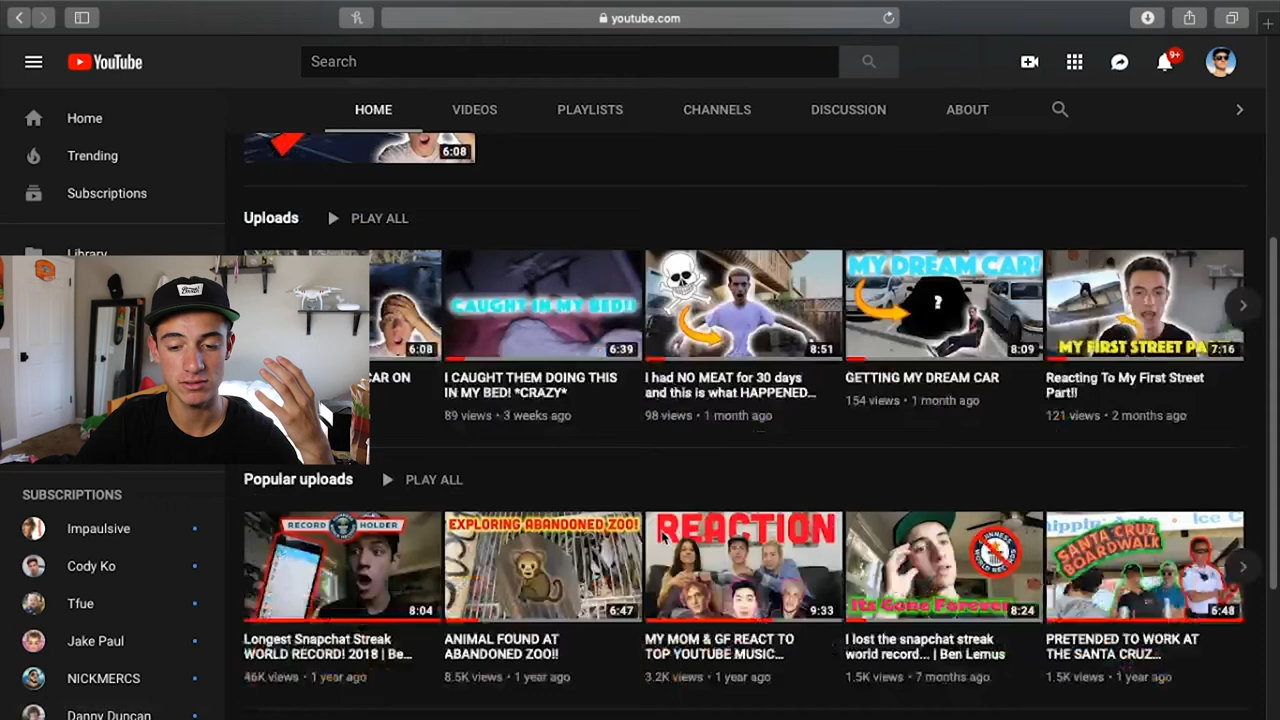 youtube.com
YouTube
Search
9+
HOME VIDEOS PLAYLISTS CHANNELS DISCUSSION ABOUT
Home
Trending
Subscriptions
Library
6:08
Uploads PLAY ALL
6:08
CAUGHT IN MY BED!!
6:39
8:51
MY DREAM CAR!
?
8:09
MY FIRST STREET PA
7:16
CAR ON
I CAUGHT THEM DOING THIS
IN MY BED! *CRAZY*
89 views • 3 weeks ago
I had NO MEAT for 30 days
and this is what HAPPENED...
98 views • 1 month ago
GETTING MY DREAM CAR
154 views • 1 month ago
Reacting To My First Street
Part!!
121 views • 2 months ago
Popular uploads PLAY ALL
RECORD HOLDER
8:04
EXPLORING ABANDONED ZOO!
6:47
REACTION
9:33
GUINNESS WORLD RECORDS
Its Gone Forever
8:24
SANTA CRUZ
BOARDWALK
6:48
Longest Snapchat Streak
WORLD RECORD! 2018 | Be...
46K views • 1 year ago
ANIMAL FOUND AT
ABANDONED ZOO!!
8.5K views • 1 year ago
MY MOM & GF REACT TO
TOP YOUTUBE MUSIC...
3.2K views • 1 year ago
I lost the snapchat streak
world record... | Ben Lemus
1.5K views • 7 months ago
PRETENDED TO WORK AT
THE SANTA CRUZ...
1.5K views • 1 year ago
SUBSCRIPTIONS
Impaulsive
Cody Ko
Tfue
Jake Paul
NICKMERCS
Danny Duncan